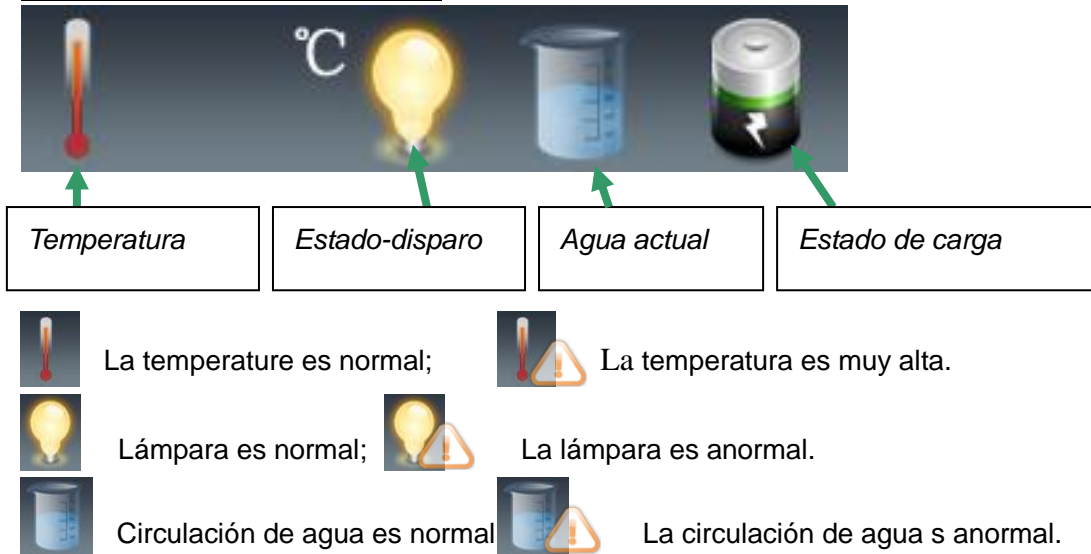 ℃
Temperatura
Estado-disparo
Agua actual
Estado de carga
La temperature es normal; La temperatura es muy alta.
Lámpara es normal; La lámpara es anormal.
Circulación de agua es normal La circulación de agua s anormal.